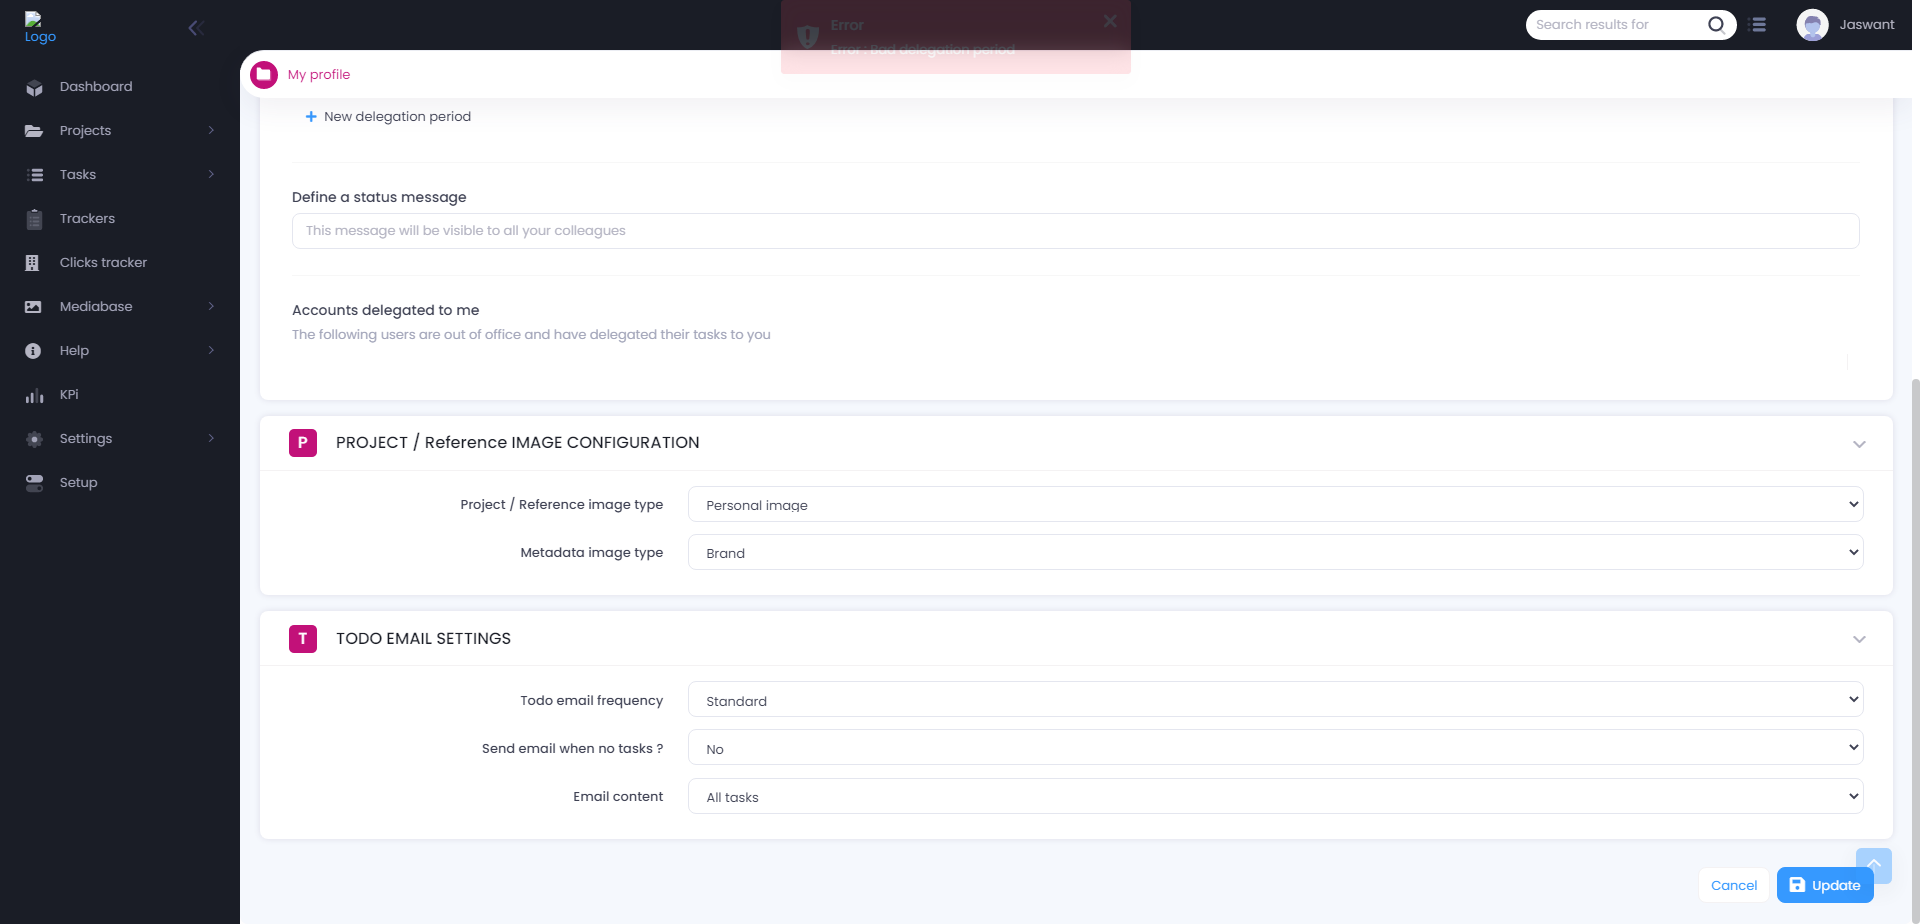 Logo
Error
Error : Bad delegation period
Search results for
Jaswant
My profile
Dashboard
Projects
Tasks
Trackers
Clicks tracker
Mediabase
Help
KPi
Settings
Setup
New delegation period
Define a status message
This message will be visible to all your colleagues
Accounts delegated to me
The following users are out of office and have delegated their tasks to you
P PROJECT / Reference IMAGE CONFIGURATION
Project / Reference image type Personal image
Metadata image type Brand
T TODO EMAIL SETTINGS
Todo email frequency Standard
Send email when no tasks ? No
Email content All tasks
Cancel Update